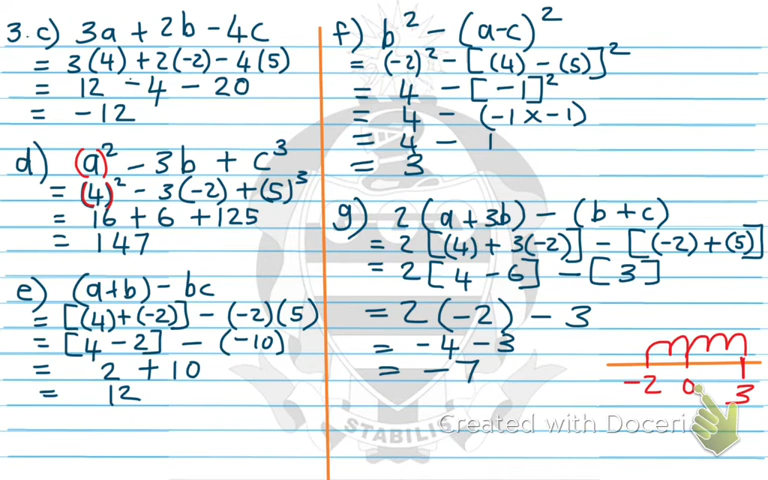 3. c) 3a + 2b - 4c
= 3(4) + 2(-2) - 4(5)
= 12 - 4 - 20
= -12
d) (a)² - 3b + c³
= (4)² - 3(-2) + (5)³
= 16 + 6 + 125
= 147
e) (a+b) - bc
= [(4)+(-2)] - (-2)(5)
= [4 - 2] - (-10)
= 2 + 10
= 12
f) b² - (a-c)²
= (-2)² - [(4) - (5)]²
= 4 - [-1]²
= 4 - (-1 x -1)
= 4 - 1
= 3
g) 2(a+3b) - (b+c)
= 2[(4) + 3(-2)] - [(-2)+(5)]
= 2[4 - 6] - [3]
= 2(-2) - 3
= -4 - 3
= -7
-2 0 3
Created with Doceri
STABILI